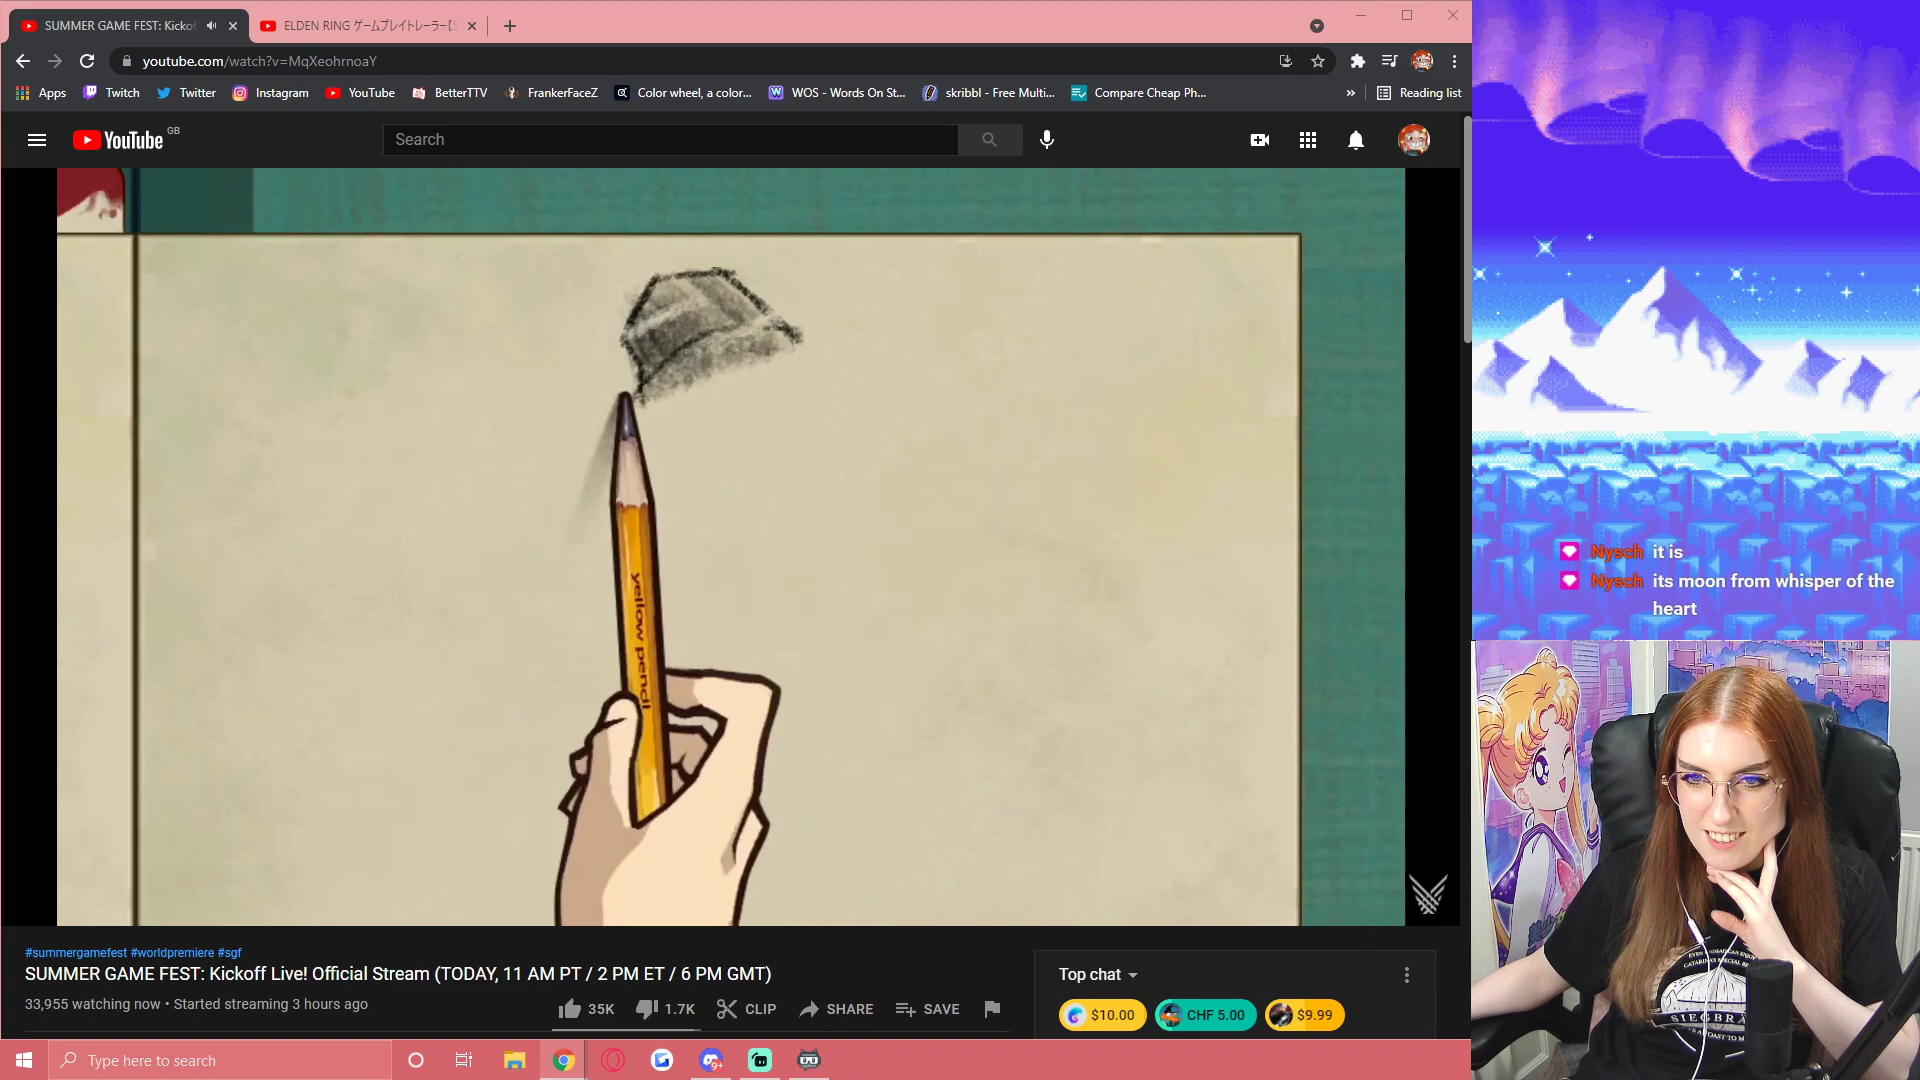 SUMMER GAME FEST: Kickof
ELDEN RING ゲームプレイトレーラー【S
youtube.com/watch?v=MqXeohrnoaY
Apps
Twitch
Twitter
Instagram
YouTube
BetterTTV
FrankerFaceZ
Color wheel, a color...
WOS - Words On St...
skribbl - Free Multi...
Compare Cheap Ph...
»
Reading list
YouTube GB
Search
yellow pencil
Nysch it is
Nysch its moon from whisper of the
heart
#summergamefest #worldpremiere #sgf
SUMMER GAME FEST: Kickoff Live! Official Stream (TODAY, 11 AM PT / 2 PM ET / 6 PM GMT)
33,955 watching now • Started streaming 3 hours ago
35K
1.7K
CLIP
SHARE
SAVE
Top chat
$10.00
CHF 5.00
$9.99
Type here to search
9+